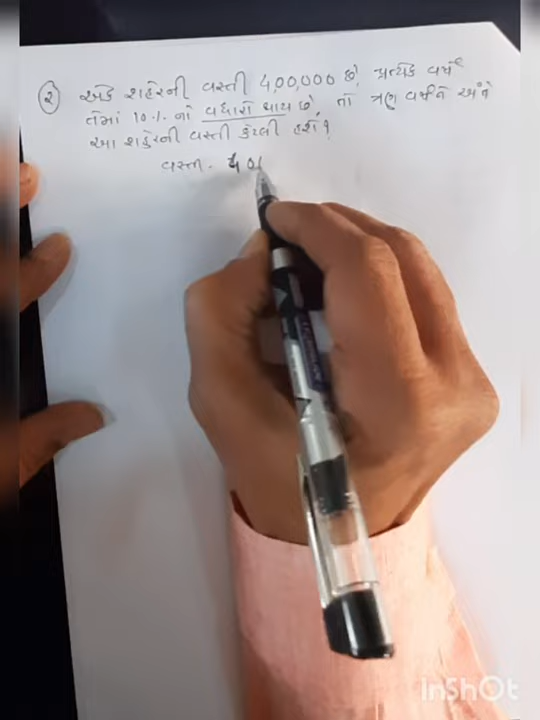 ૨ એક શહેરની વસ્તી 4,00,000 છે, પ્રત્યેક વર્ષે
તેમાં 10% નો વધારો થાય છે, તો ત્રણ વર્ષને અંતે
આ શહેરની વસ્તી કેટલી હશે?
વસ્તી - 40
InShOt